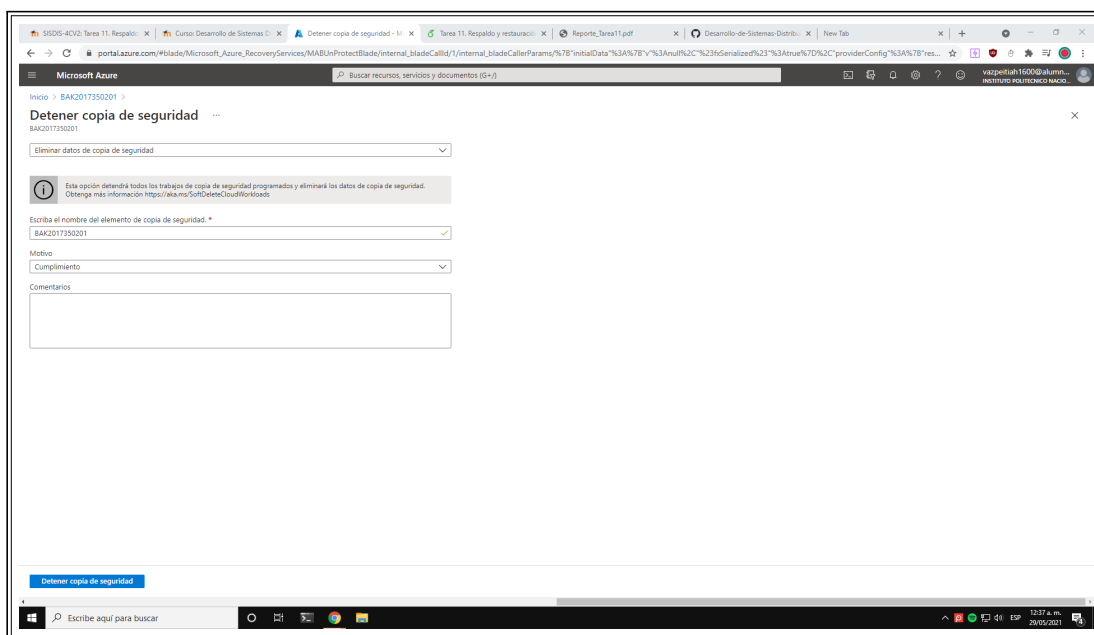 SISDIS-4CV2: Tarea 11. Respaldo
Curso: Desarrollo de Sistemas D
Detener copia de seguridad - M
Tarea 11. Respaldo y restauració
Reporte_Tarea11.pdf
Desarrollo-de-Sistemas-Distribu
New Tab
portal.azure.com/#blade/Microsoft_Azure_RecoveryServices/MABUnProtectBlade/internal_bladeCallId/1/internal_bladeCallerParams/%7B"initialData"%3A%7B"v"%3Anull%2C"%23fxSerialized%23"%3Atrue%7D%2C"providerConfig"%3A%7B"res...
Microsoft Azure
Buscar recursos, servicios y documentos (G+/)
vazpeitiah1600@alumn...
INSTITUTO POLITECNICO NACIO...
Inicio > BAK2017350201 >
Detener copia de seguridad ...
BAK2017350201
Eliminar datos de copia de seguridad
Esta opción detendrá todos los trabajos de copia de seguridad programados y eliminará los datos de copia de seguridad.
Obtenga más información https://aka.ms/SoftDeleteCloudWorkloads
Escriba el nombre del elemento de copia de seguridad. *
BAK2017350201
Motivo
Cumplimiento
Comentarios
Detener copia de seguridad
Escribe aquí para buscar
ESP
12:37 a. m.
29/05/2021